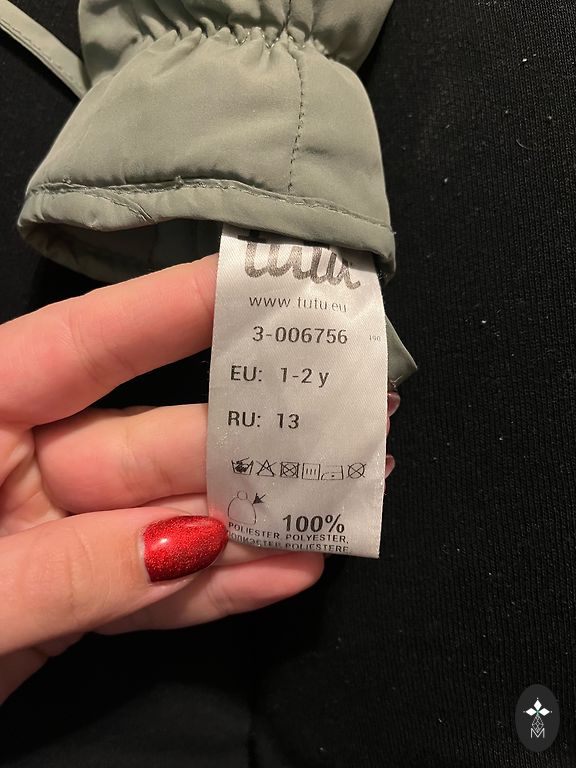 tutu
www.tutu.eu
3-006756
EU: 1-2 y
RU: 13
100%
POLIESTER, POLYESTER,